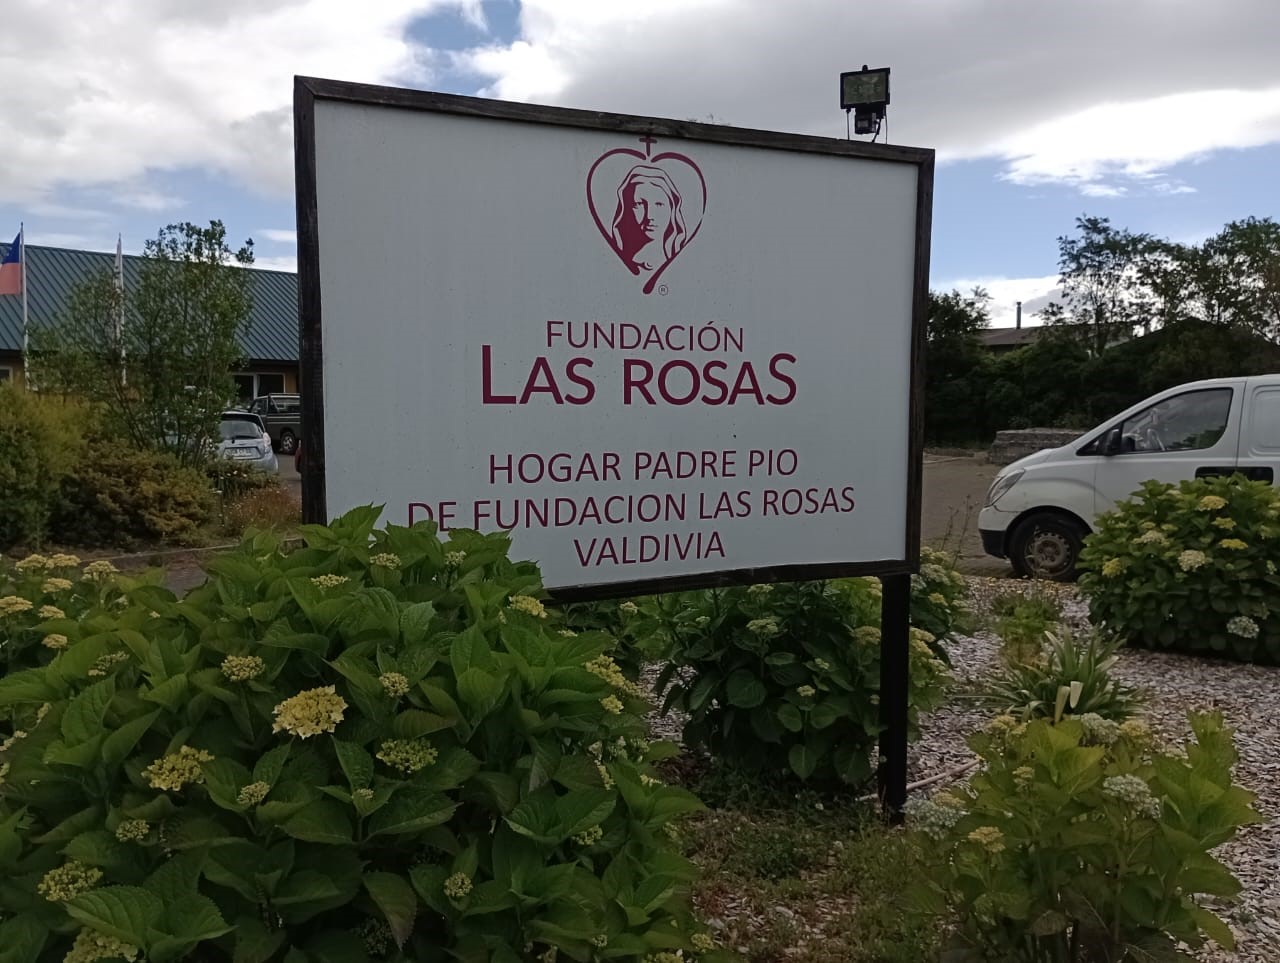 ®
FUNDACIÓN
LAS ROSAS
HOGAR PADRE PIO
DE FUNDACION LAS ROSAS
VALDIVIA